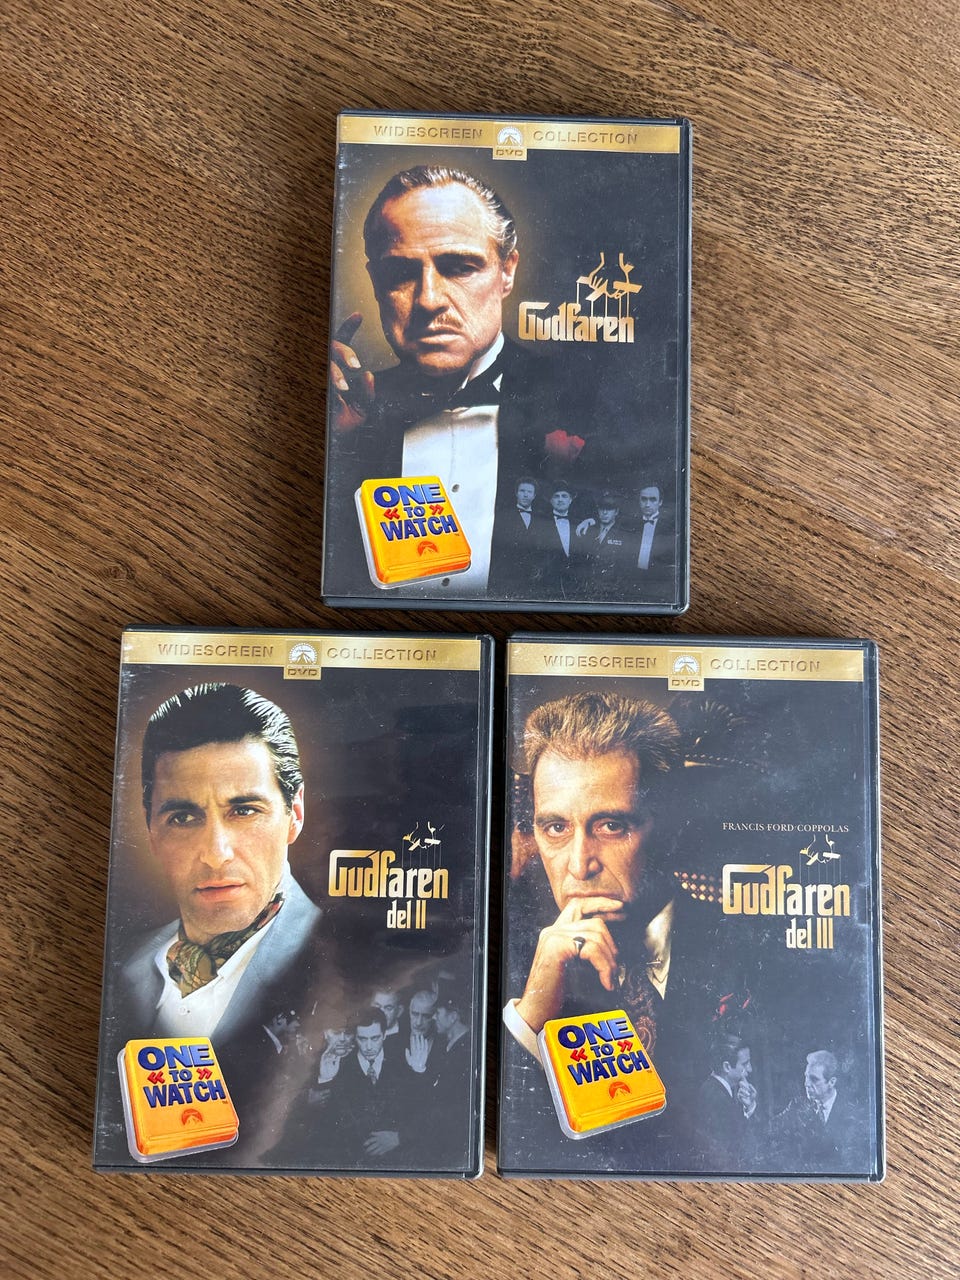 WIDESCREEN COLLECTION
DVD
Gudfaren
ONE
« TO »
WATCH
WIDESCREEN COLLECTION
DVD
Gudfaren
del II
ONE
« TO »
WATCH
WIDESCREEN COLLECTION
DVD
FRANCIS FORD COPPOLAS
Gudfaren
del III
ONE
« TO »
WATCH